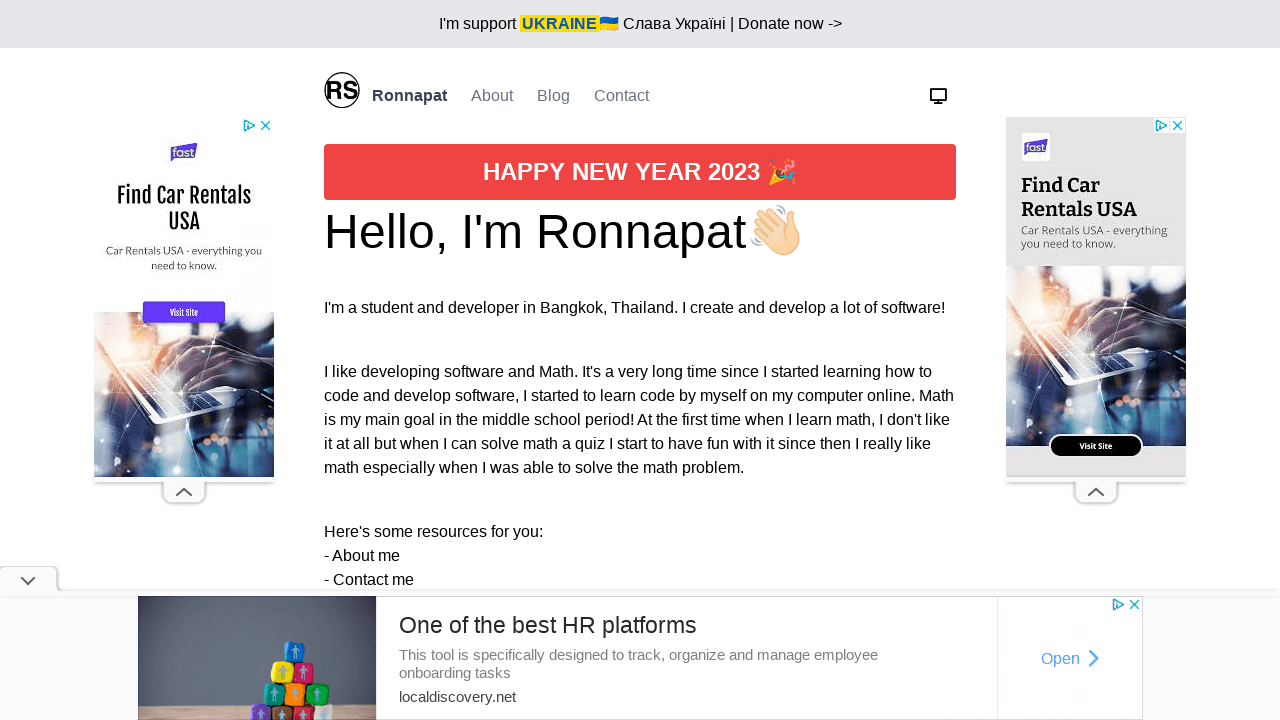 I'm support UKRAINE🇺🇦 Слава Україні | Donate now ->
RS Ronnapat About Blog Contact
HAPPY NEW YEAR 2023 🎉
Hello, I'm Ronnapat👋🏻
I'm a student and developer in Bangkok, Thailand. I create and develop a lot of software!
I like developing software and Math. It's a very long time since I started learning how to
code and develop software, I started to learn code by myself on my computer online. Math
is my main goal in the middle school period! At the first time when I learn math, I don't like
it at all but when I can solve math a quiz I start to have fun with it since then I really like
math especially when I was able to solve the math problem.
Here's some resources for you:
- About me
- Contact me
fast
Find Car Rentals
USA
Car Rentals USA - everything you
need to know.
Visit Site
fast
Find Car
Rentals USA
Car Rentals USA - everything
you need to know.
Visit Site
One of the best HR platforms
This tool is specifically designed to track, organize and manage employee
onboarding tasks
localdiscovery.net
Open